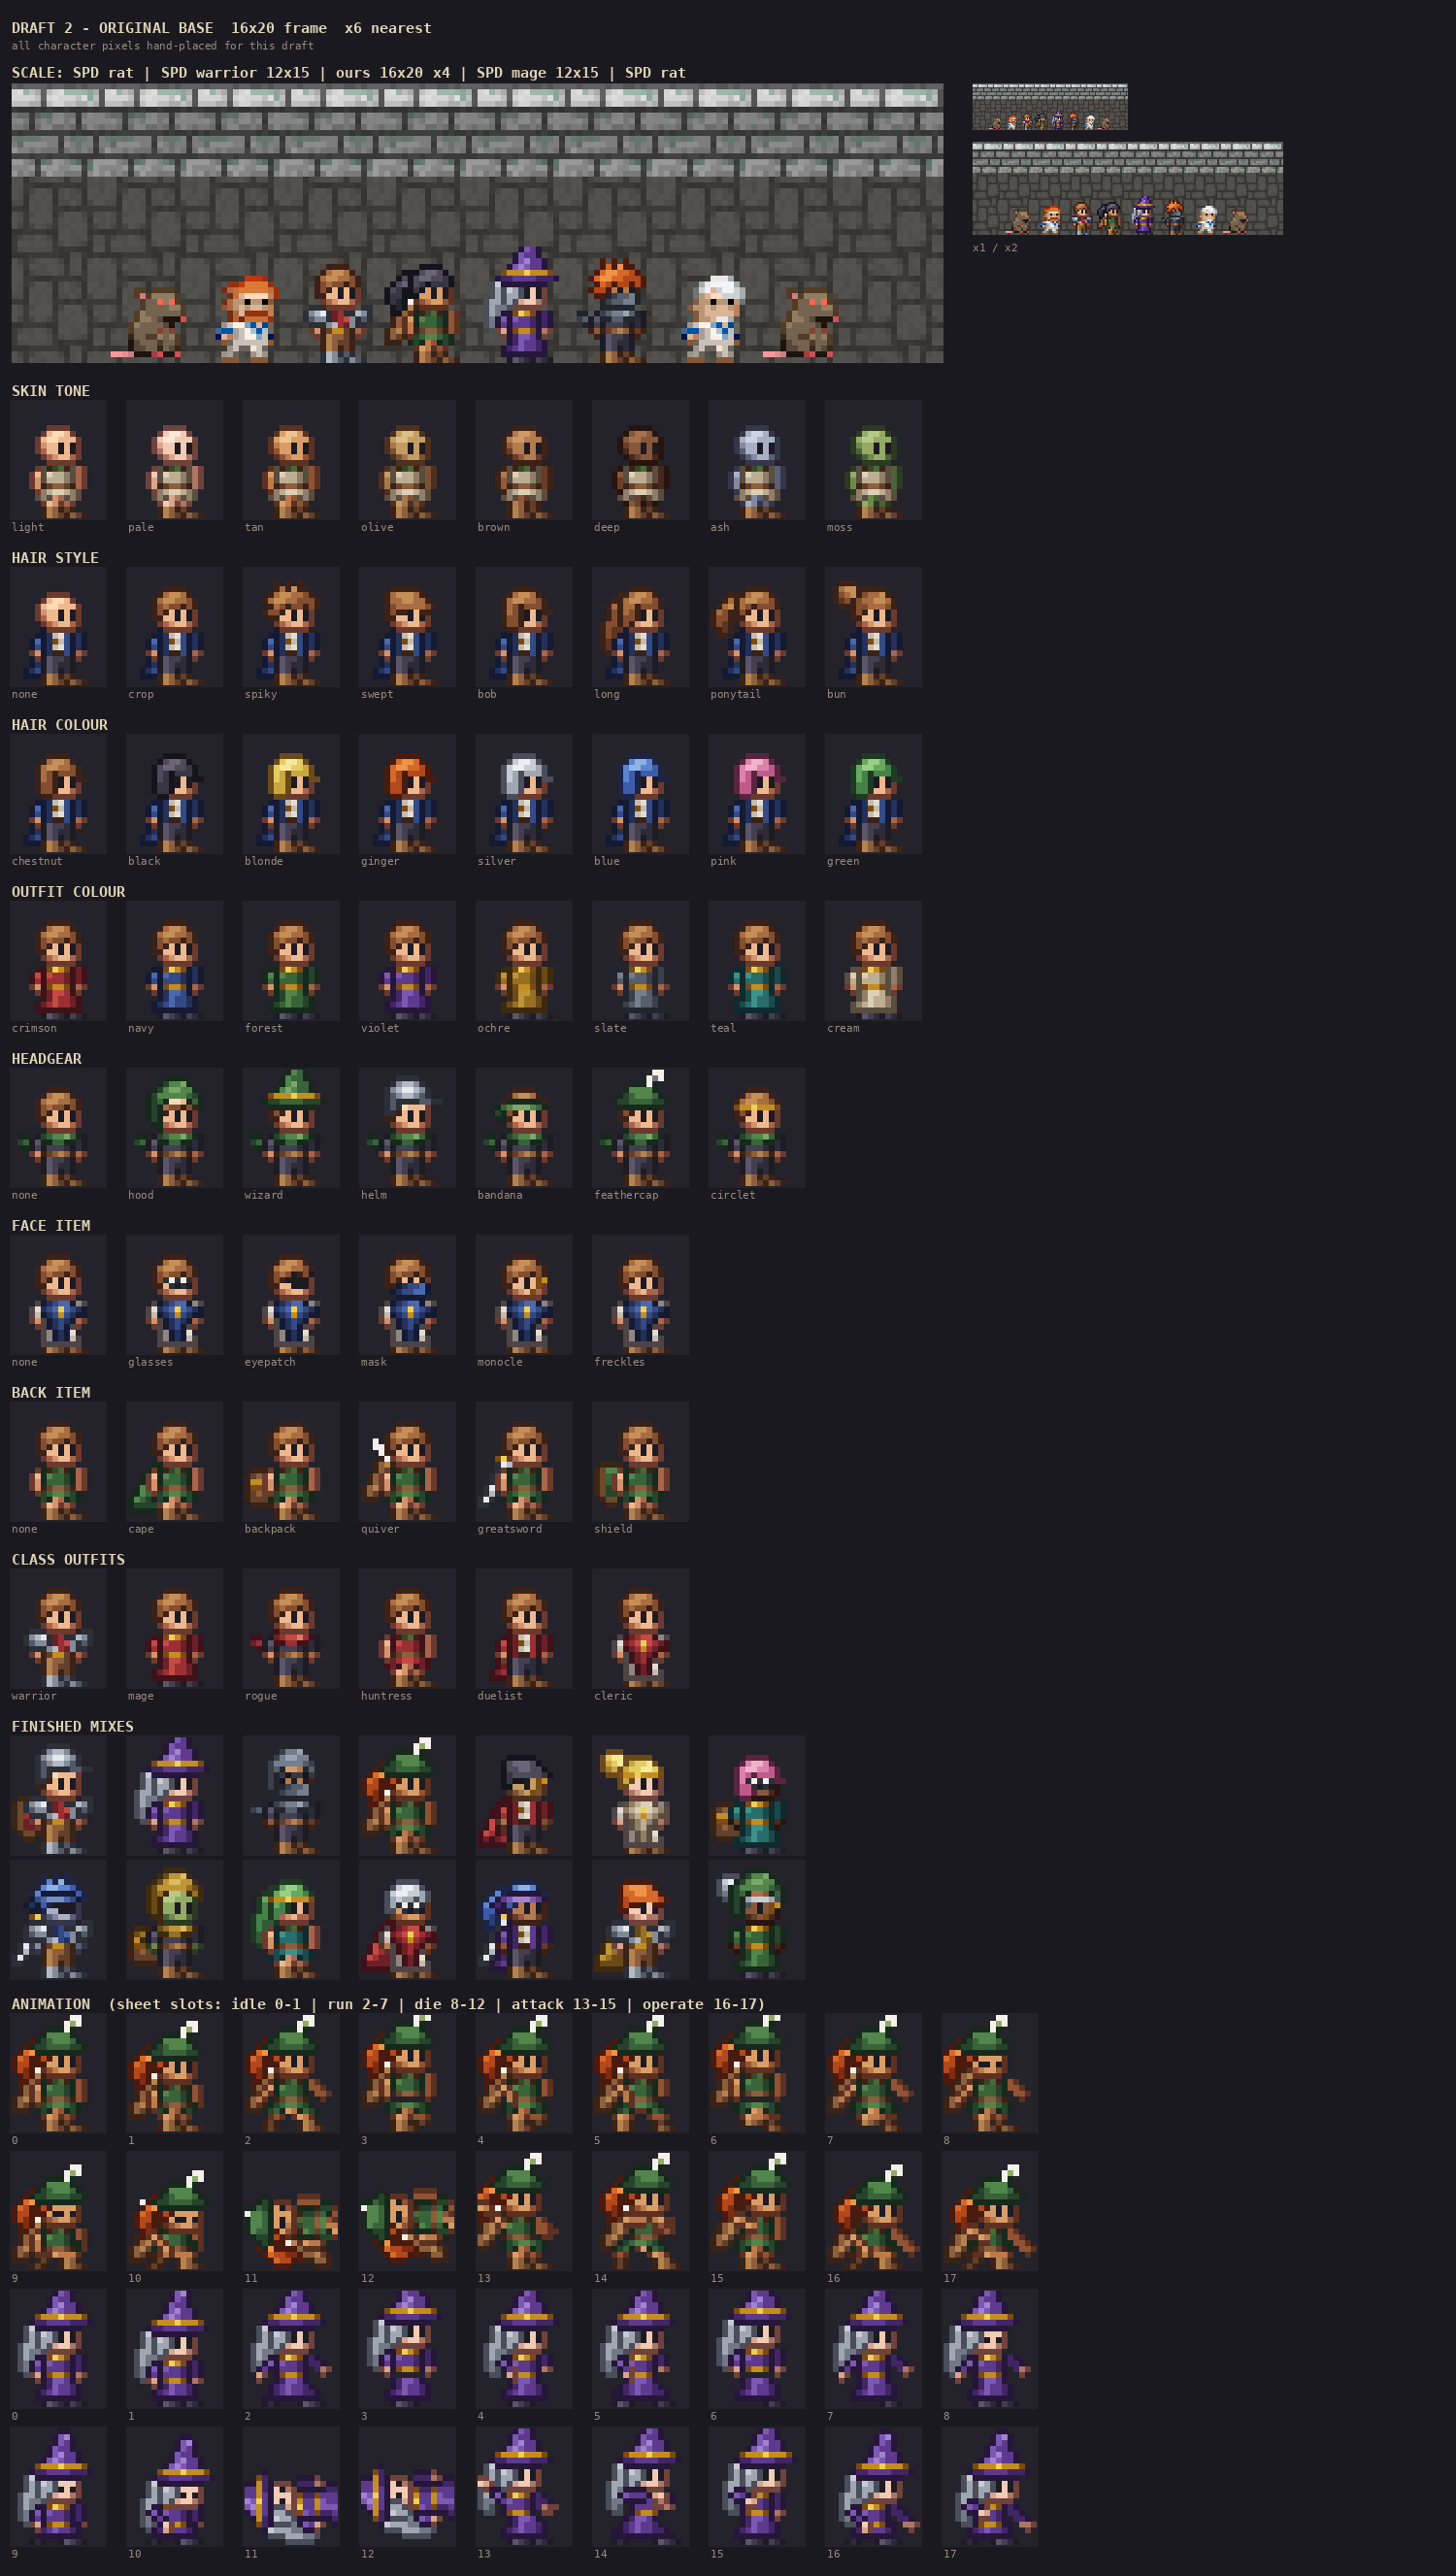 DRAFT 2 - ORIGINAL BASE  16x20 frame  x6 nearest
all character pixels hand-placed for this draft
SCALE: SPD rat | SPD warrior 12x15 | ours 16x20 x4 | SPD mage 12x15 | SPD rat
x1 / x2
SKIN TONE
light pale tan olive brown deep ash moss
HAIR STYLE
none crop spiky swept bob long ponytail bun
HAIR COLOUR
chestnut black blonde ginger silver blue pink green
OUTFIT COLOUR
crimson navy forest violet ochre slate teal cream
HEADGEAR
none hood wizard helm bandana feathercap circlet
FACE ITEM
none glasses eyepatch mask monocle freckles
BACK ITEM
none cape backpack quiver greatsword shield
CLASS OUTFITS
warrior mage rogue huntress duelist cleric
FINISHED MIXES
ANIMATION  (sheet slots: idle 0-1 | run 2-7 | die 8-12 | attack 13-15 | operate 16-17)
0 1 2 3 4 5 6 7 8
9 10 11 12 13 14 15 16 17
0 1 2 3 4 5 6 7 8
9 10 11 12 13 14 15 16 17